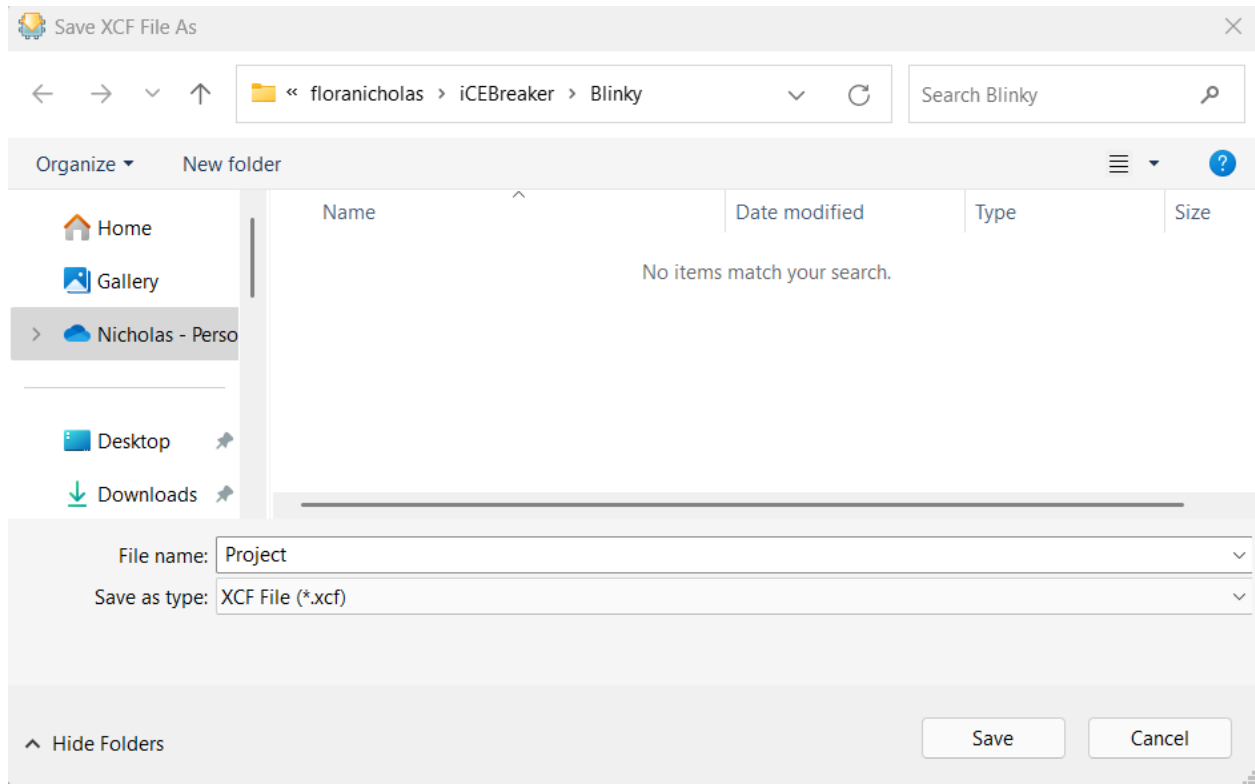 Save XCF File As
« floranicholas > iCEBreaker > Blinky
Search Blinky
Organize
New folder
?
Name
Date modified
Type
Size
No items match your search.
Home
Gallery
Nicholas - Perso
Desktop
Downloads
File name: Project
Save as type: XCF File (*.xcf)
Hide Folders
Save
Cancel